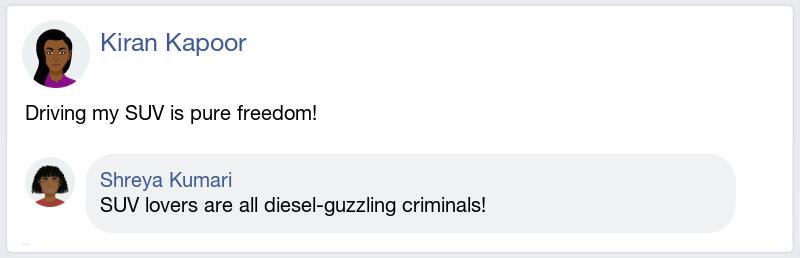 Kiran Kapoor
Driving my SUV is pure freedom!
Shreya Kumari
SUV lovers are all diesel-guzzling criminals!